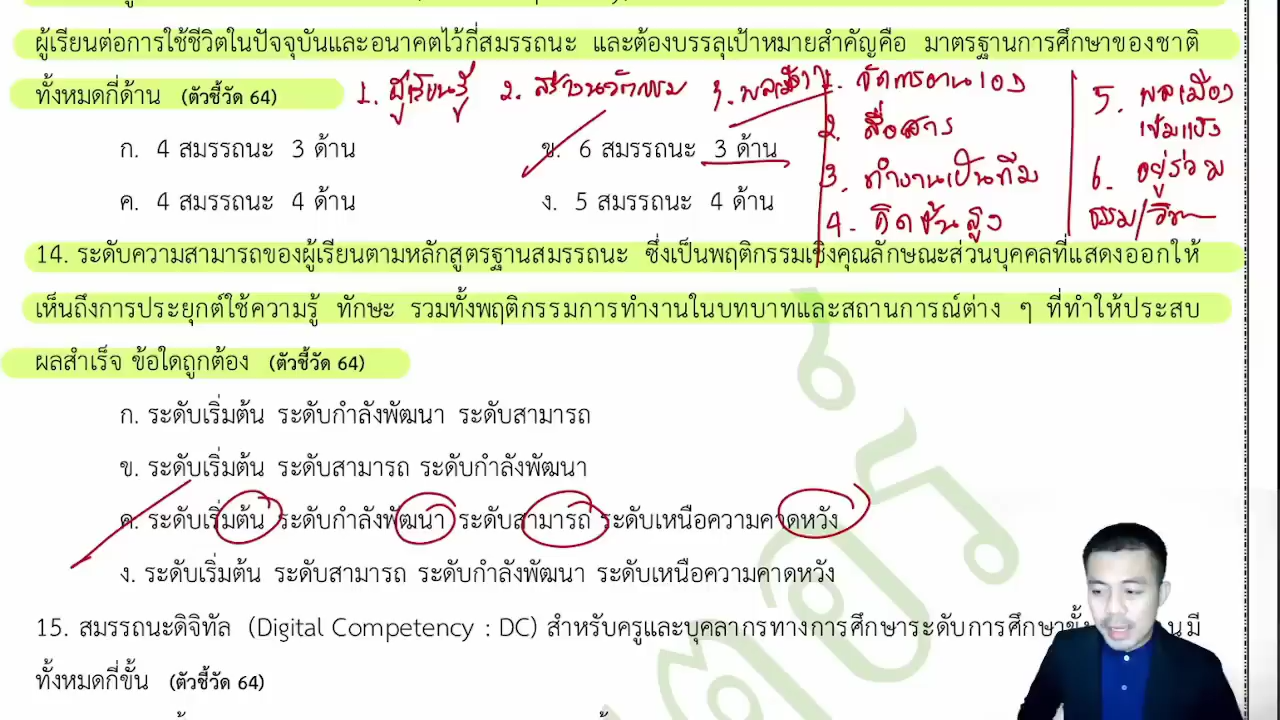 ผู้เรียนต่อการใช้ชีวิตในปัจจุบันและอนาคตไว้กี่สมรรถนะ และต้องบรรลุเป้าหมายสำคัญคือ มาตรฐานการศึกษาของชาติ
ทั้งหมดกี่ด้าน (ตัวชี้วัด 64) 1. ผู้เรียนรู้ 2. สร้างนวัตกรรม 3. พลเมือง
1. จัดการตนเอง
2. สื่อสาร
3. ทำงานเป็นทีม
4. คิดขั้นสูง
5. พลเมือง
เข้มแข็ง
6. อยู่ร่วม
ธรรม/วิทย
ก. 4 สมรรถนะ 3 ด้าน
ข. 6 สมรรถนะ 3 ด้าน
ค. 4 สมรรถนะ 4 ด้าน
ง. 5 สมรรถนะ 4 ด้าน
14. ระดับความสามารถของผู้เรียนตามหลักสูตรฐานสมรรถนะ ซึ่งเป็นพฤติกรรมเชิงคุณลักษณะส่วนบุคคลที่แสดงออกให้
เห็นถึงการประยุกต์ใช้ความรู้ ทักษะ รวมทั้งพฤติกรรมการทำงานในบทบาทและสถานการณ์ต่าง ๆ ที่ทำให้ประสบ
ผลสำเร็จ ข้อใดถูกต้อง (ตัวชี้วัด 64)
ก. ระดับเริ่มต้น ระดับกำลังพัฒนา ระดับสามารถ
ข. ระดับเริ่มต้น ระดับสามารถ ระดับกำลังพัฒนา
ค. ระดับเริ่มต้น ระดับกำลังพัฒนา ระดับสามารถ ระดับเหนือความคาดหวัง
ง. ระดับเริ่มต้น ระดับสามารถ ระดับกำลังพัฒนา ระดับเหนือความคาดหวัง
15. สมรรถนะดิจิทัล (Digital Competency : DC) สำหรับครูและบุคลากรทางการศึกษาระดับการศึกษา มี
ทั้งหมดกี่ขั้น (ตัวชี้วัด 64)